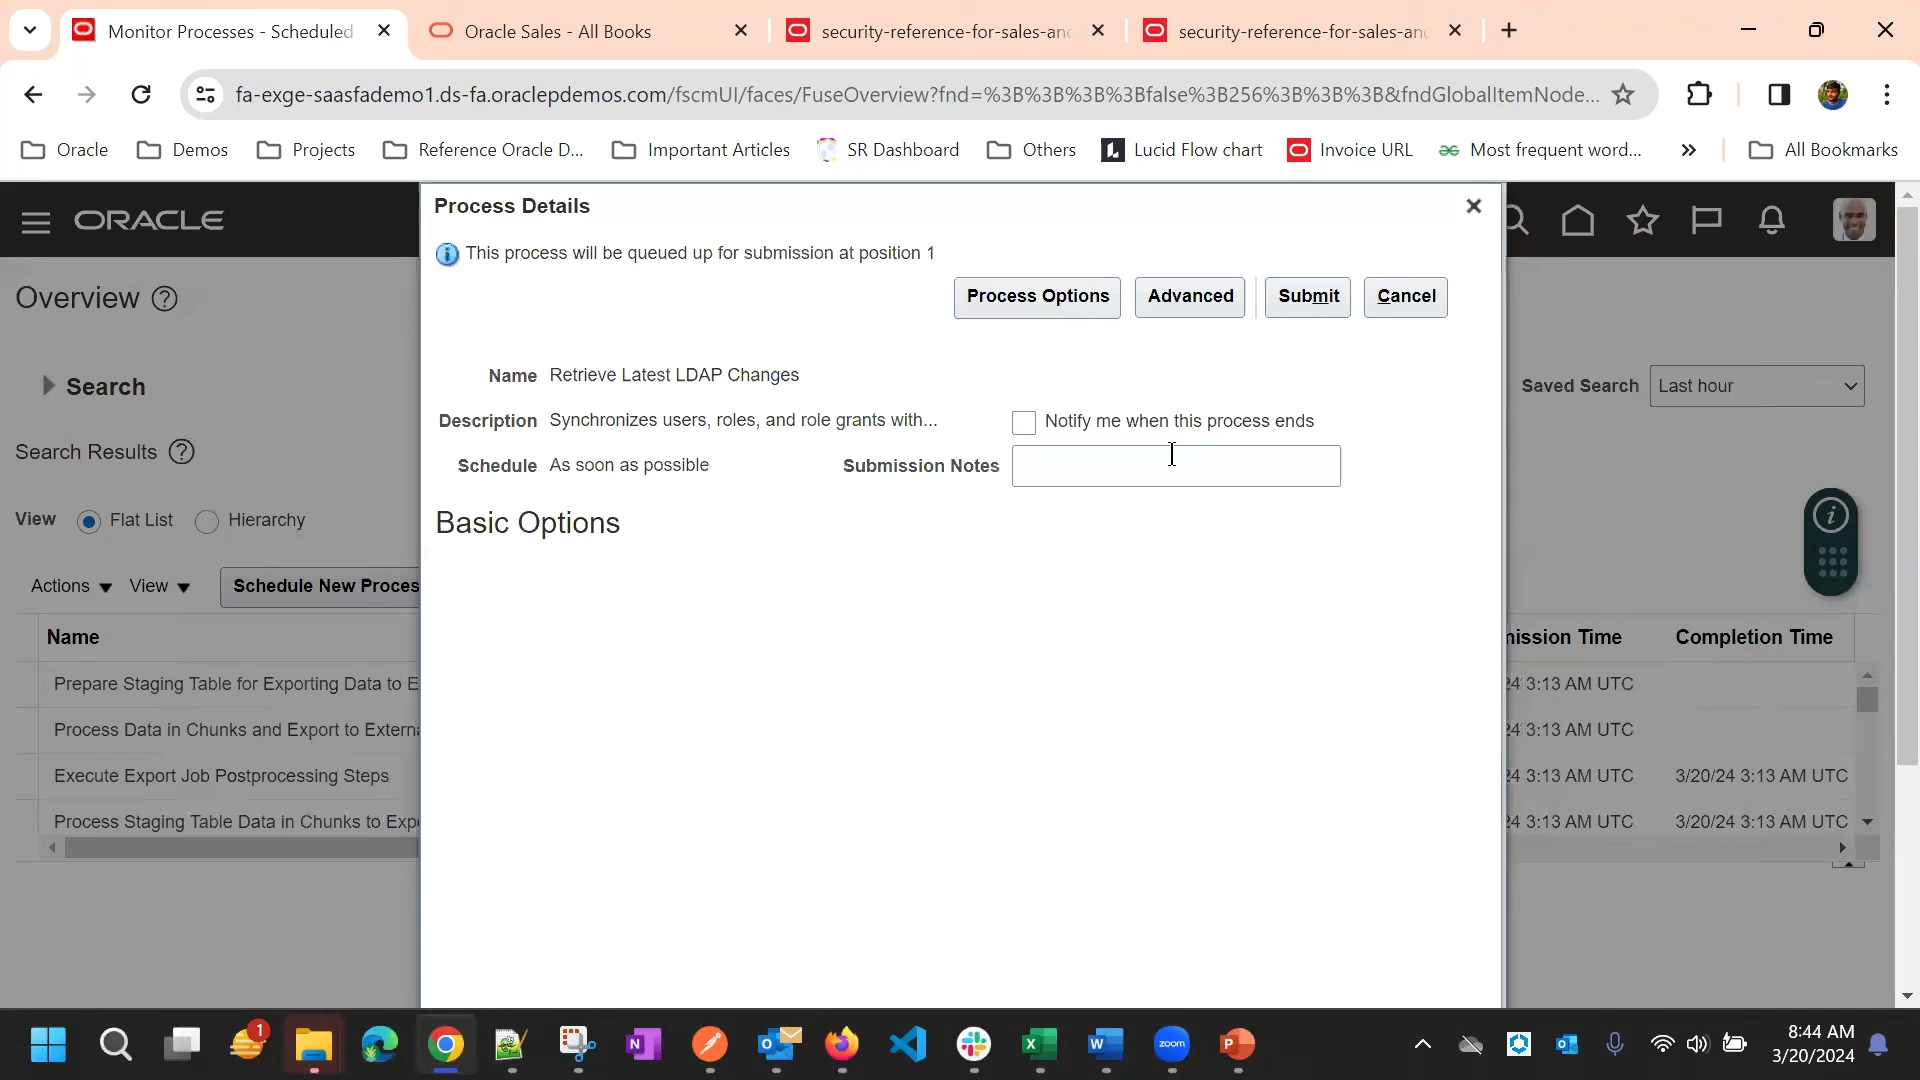 Monitor Processes - Scheduled
Oracle Sales - All Books
security-reference-for-sales-and
security-reference-for-sales-and
fa-exge-saasfademo1.ds-fa.oraclepdemos.com/fscmUI/faces/FuseOverview?fnd=%3B%3B%3B%3Bfalse%3B256%3B%3B%3B&fndGlobalItemNode...
Oracle
Demos
Projects
Reference Oracle D...
Important Articles
SR Dashboard
Others
Lucid Flow chart
Invoice URL
Most frequent word...
All Bookmarks
ORACLE
Process Details
This process will be queued up for submission at position 1
Process Options
Advanced
Submit
Cancel
Name Retrieve Latest LDAP Changes
Description Synchronizes users, roles, and role grants with...
Notify me when this process ends
Schedule As soon as possible
Submission Notes
Basic Options
Overview
Search
Saved Search Last hour
Search Results
View Flat List Hierarchy
Actions View Schedule New Proces
Name
mission Time Completion Time
Prepare Staging Table for Exporting Data to E
24 3:13 AM UTC
Process Data in Chunks and Export to Externa
24 3:13 AM UTC
Execute Export Job Postprocessing Steps
24 3:13 AM UTC 3/20/24 3:13 AM UTC
Process Staging Table Data in Chunks to Expo
24 3:13 AM UTC 3/20/24 3:13 AM UTC
1
zoom
8:44 AM
3/20/2024